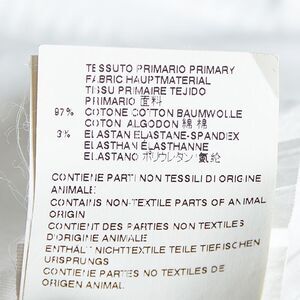 TESSUTO PRIMARIO PRIMARY
FABRIC HAUPTMATERIAL
TISSU PRIMAIRE TEJIDO
PRIMARIO 面料
97% COTONE COTTON BAUMWOLLE
COTON ALGODON 綿 棉
3% ELASTAN ELASTANE-SPANDEX
ELASTHAN ÉLASTHANNE
ELASTANO ポリウレタン 氨纶
CONTIENE PARTI NON TESSILI DI ORIGINE
ANIMALE
CONTAINS NON-TEXTILE PARTS OF ANIMAL
ORIGIN
CONTIENT DES PARTIES NON TEXTILES
D'ORIGINE ANIMALE
ENTHÄLT NICHTTEXTILE TEILE TIERISCHEN
URSPRUNGS
CONTIENE PARTES NO TEXTILES DE
ORIGEN ANIMAL